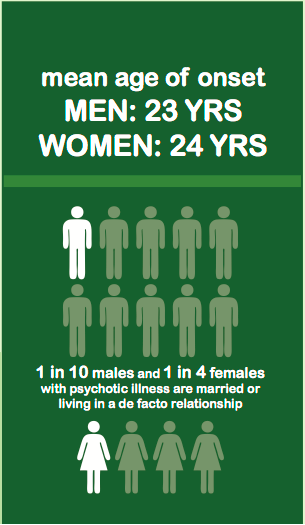 mean age of onset
MEN: 23 YRS
WOMEN: 24 YRS
1 in 10 males and 1 in 4 females
with psychotic illness are married or
living in a de facto relationship